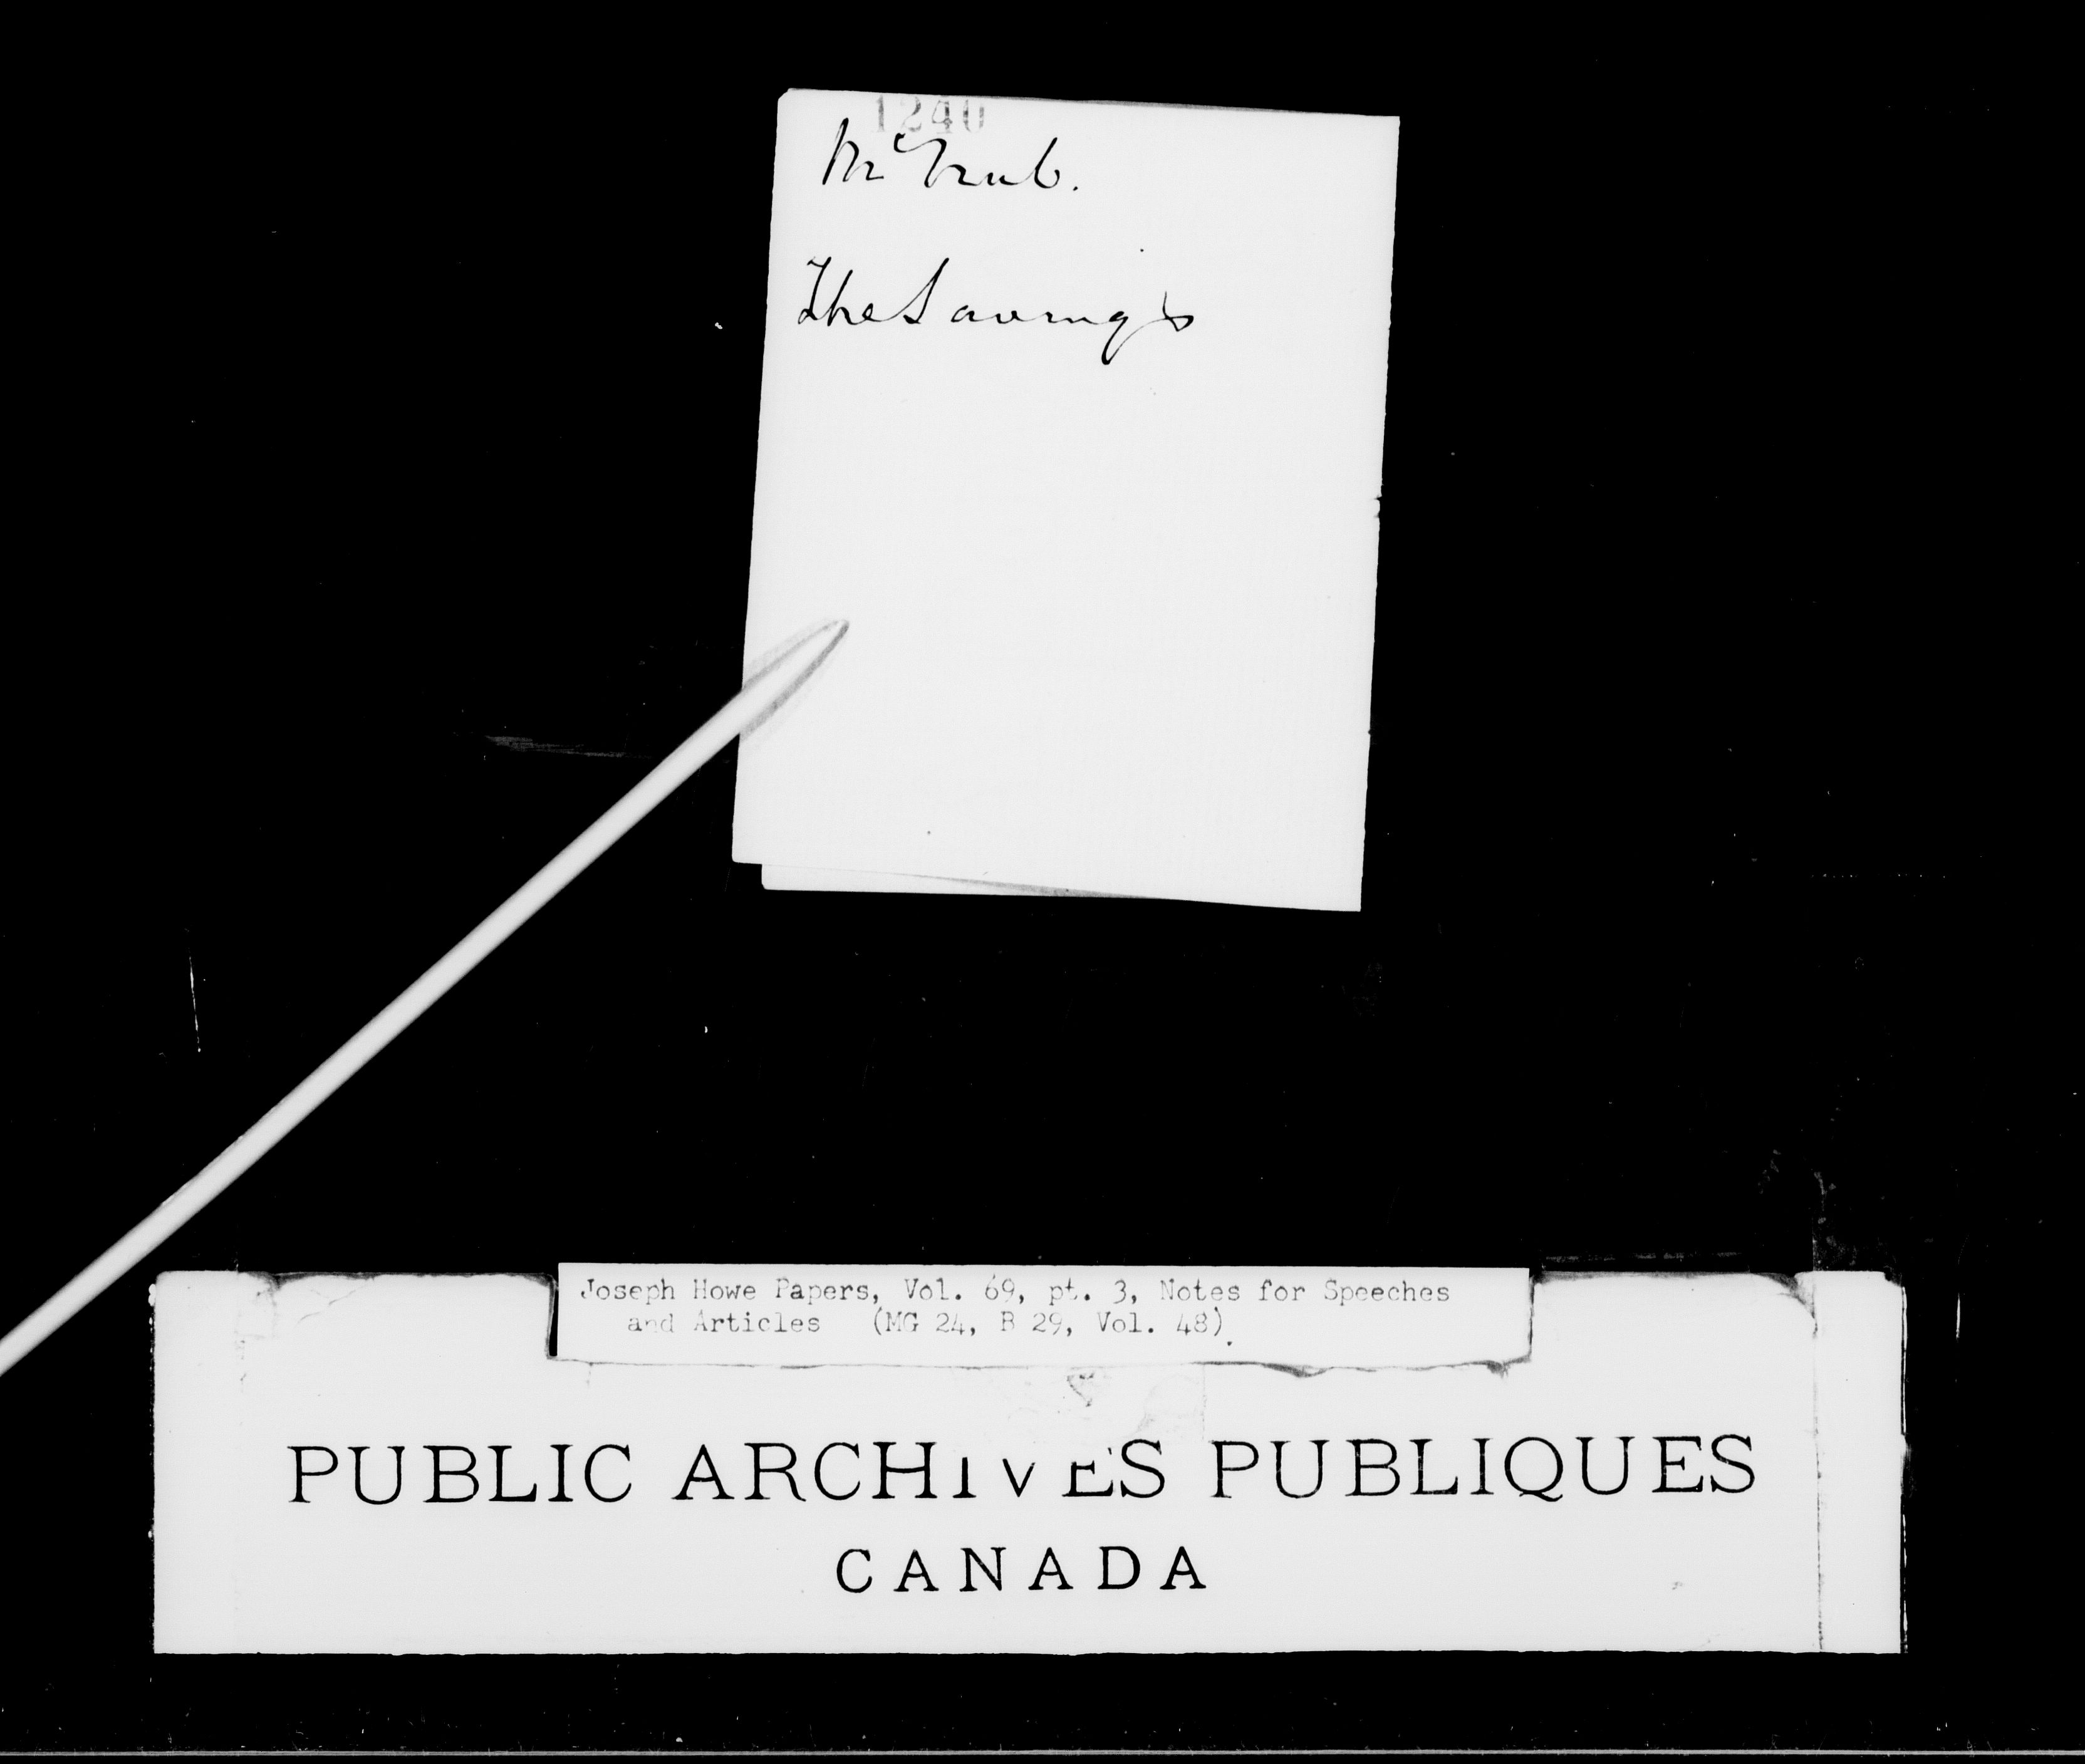 1240
McNab.
The Savings
Joseph Howe Papers, Vol. 69, pt. 3, Notes for Speeches
and Articles (MG 24, B 29, Vol. 48).
PUBLIC ARCHIVES PUBLIQUES
CANADA